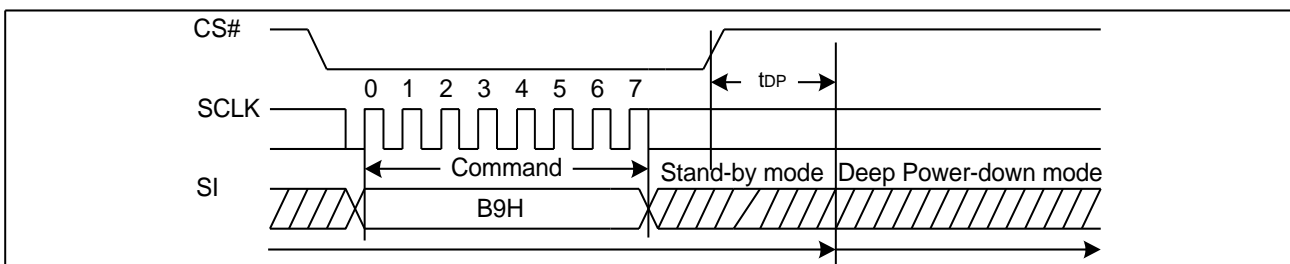 CS#
tDP
0 1 2 3 4 5 6 7
SCLK
Command
Stand-by mode Deep Power-down mode
SI
B9H